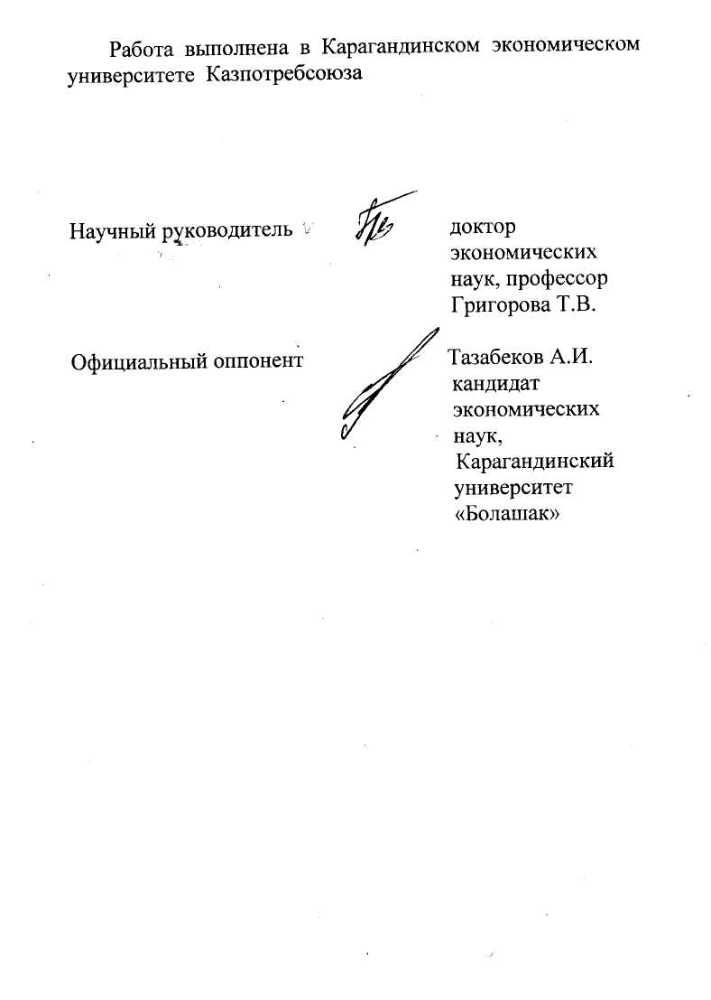 Работа выполнена в Карагандинском экономическом
университете Казпотребсоюза
Научный руководитель
доктор
экономических
наук, профессор
Григорова Т.В.
Официальный оппонент
Тазабеков А.И.
кандидат
экономических
наук,
Карагандинский
университет
«Болашак»